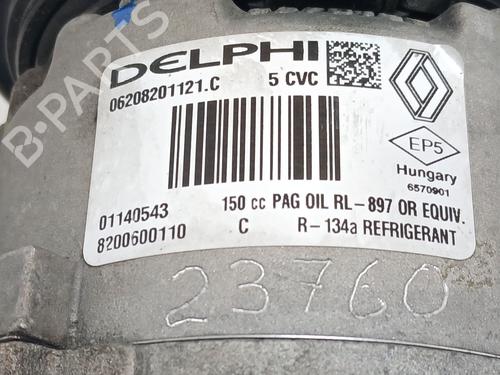 DELPHI
06208201121.C 5 CVC
EP5
Hungary
6570901
01140543 150 cc PAG OIL RL-897 OR EQUIV.
8200600110 C R-134a REFRIGERANT
23760